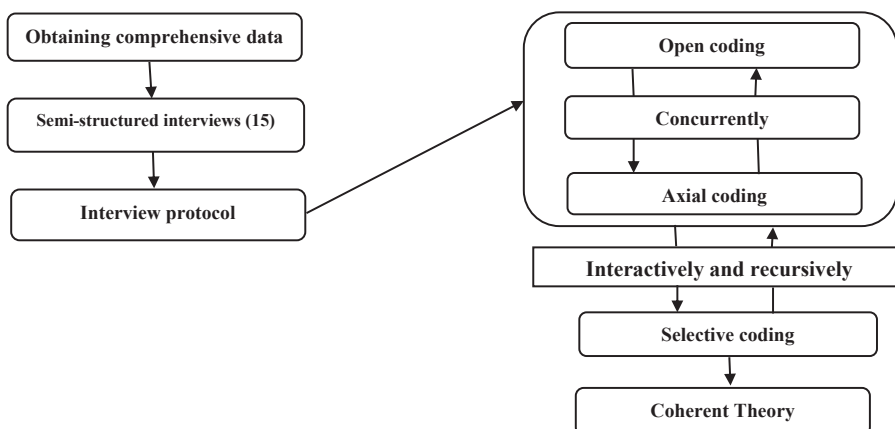 Obtaining comprehensive data
Semi-structured interviews (15)
Interview protocol
Open coding
Concurrently
Axial coding
Interactively and recursively
Selective coding
Coherent Theory